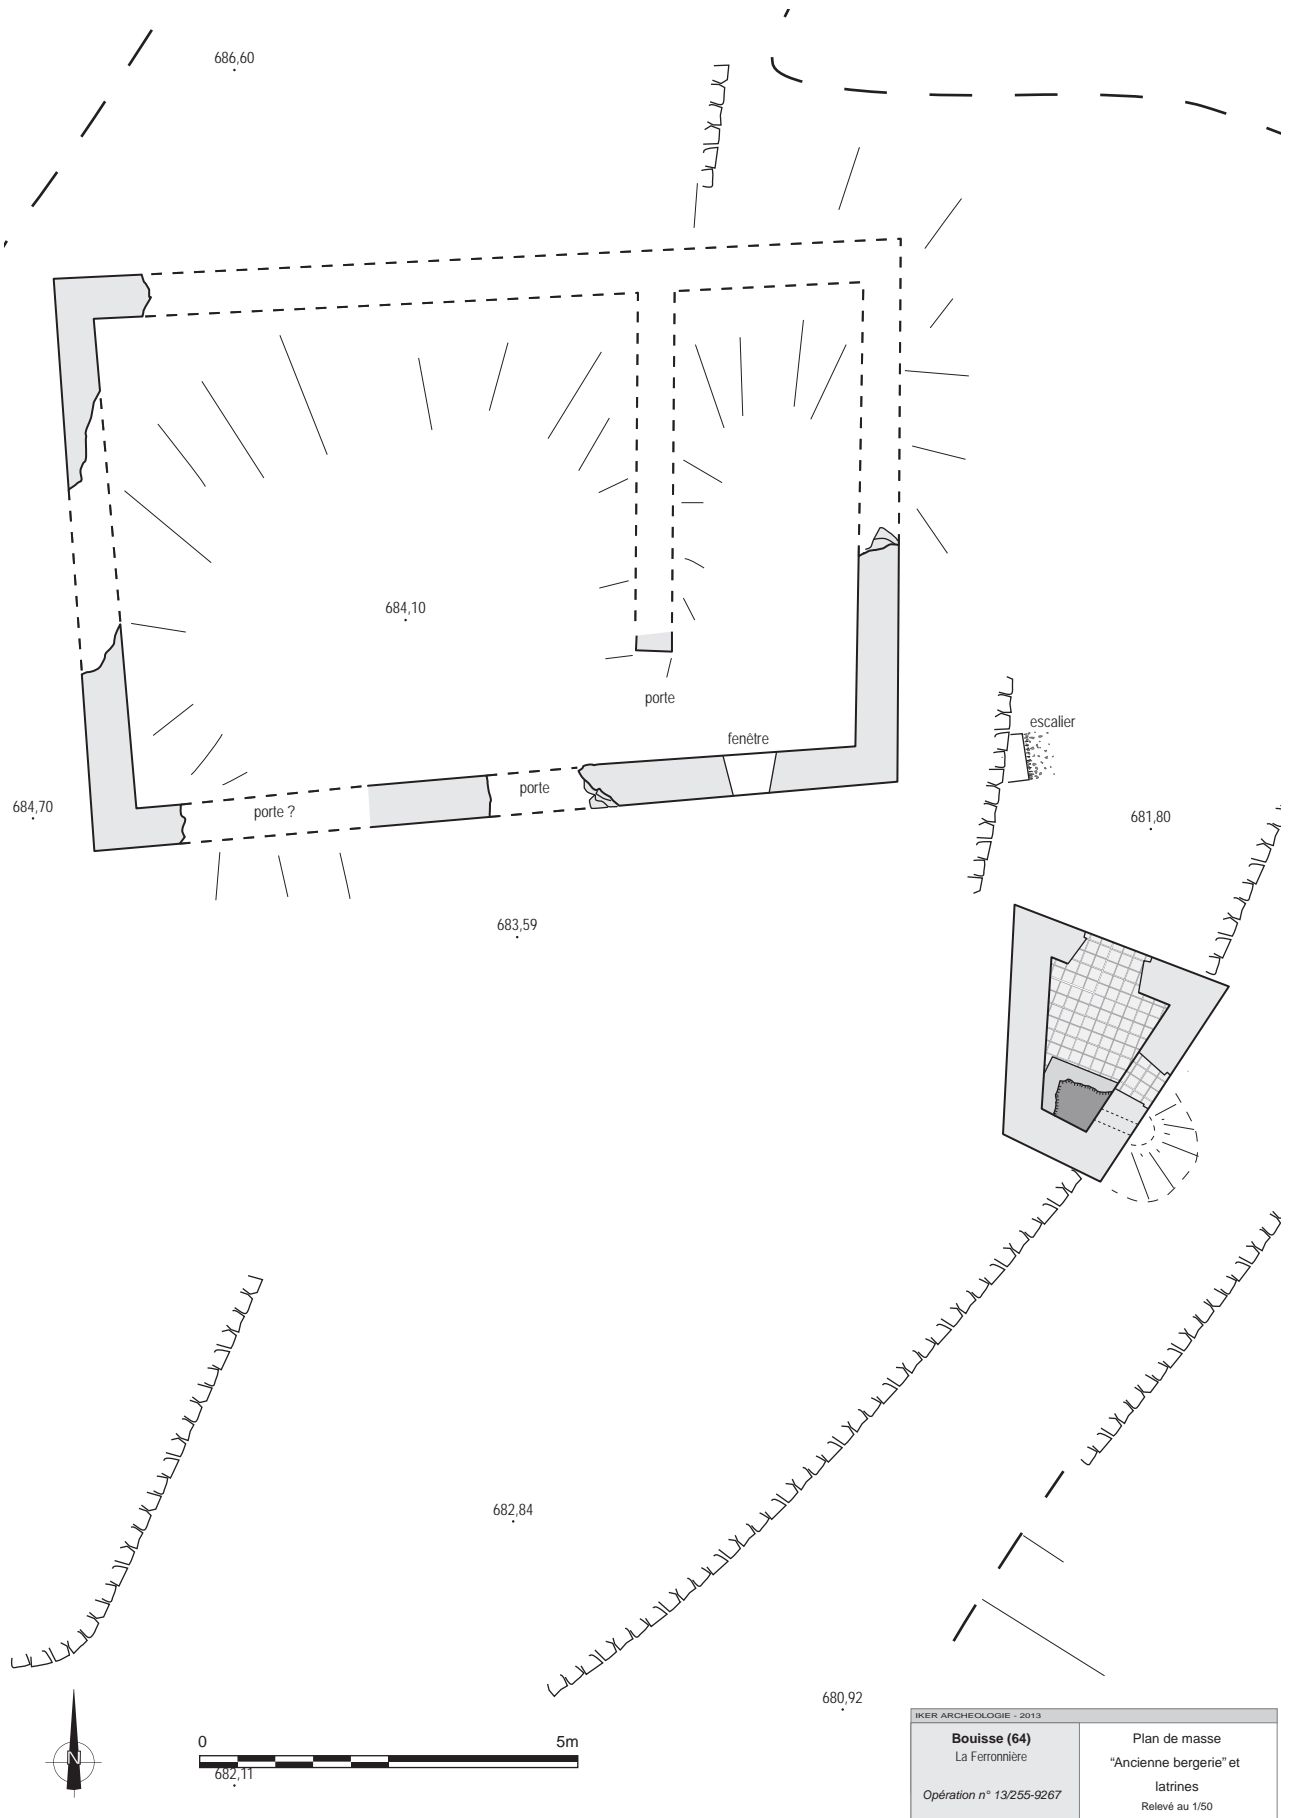 686,60
684,10
porte
fenêtre
escalier
porte
684,70
porte ?
681,80
683,59
682,84
680,92
N
0
5m
682,11
IKER ARCHEOLOGIE - 2013
Bouisse (64)
La Ferronnière
Opération n° 13/255-9267
Plan de masse
“Ancienne bergerie” et
latrines
Relevé au 1/50